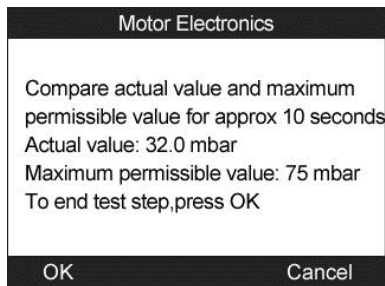 Motor Electronics
Compare actual value and maximum
permissible value for approx 10 seconds
Actual value: 32.0 mbar
Maximum permissible value: 75 mbar
To end test step,press OK
OK Cancel